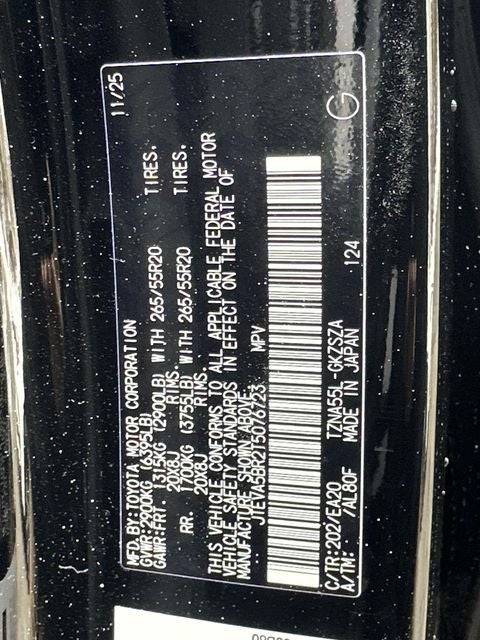 MFD. BY:TOYOTA MOTOR CORPORATION 11/25
GVWR:2900KG (6395LB)
GAWR:FRT. 1315KG (2900LB) WITH 265/55R20 TIRES.
20X8J RIMS.
RR. 1700KG (3755LB) WITH 265/55R20 TIRES.
20X8J RIMS.
THIS VEHICLE CONFORMS TO ALL APPLICABLE FEDERAL MOTOR
VEHICLE SAFETY STANDARDS IN EFFECT ON THE DATE OF
MANUFACTURE SHOWN ABOVE.
JTEVA5BR2T5076723 MPV
C/TR:202/EA20 TZNA55L-GKZSZA
A/TM: /AL80F MADE IN JAPAN 124
G